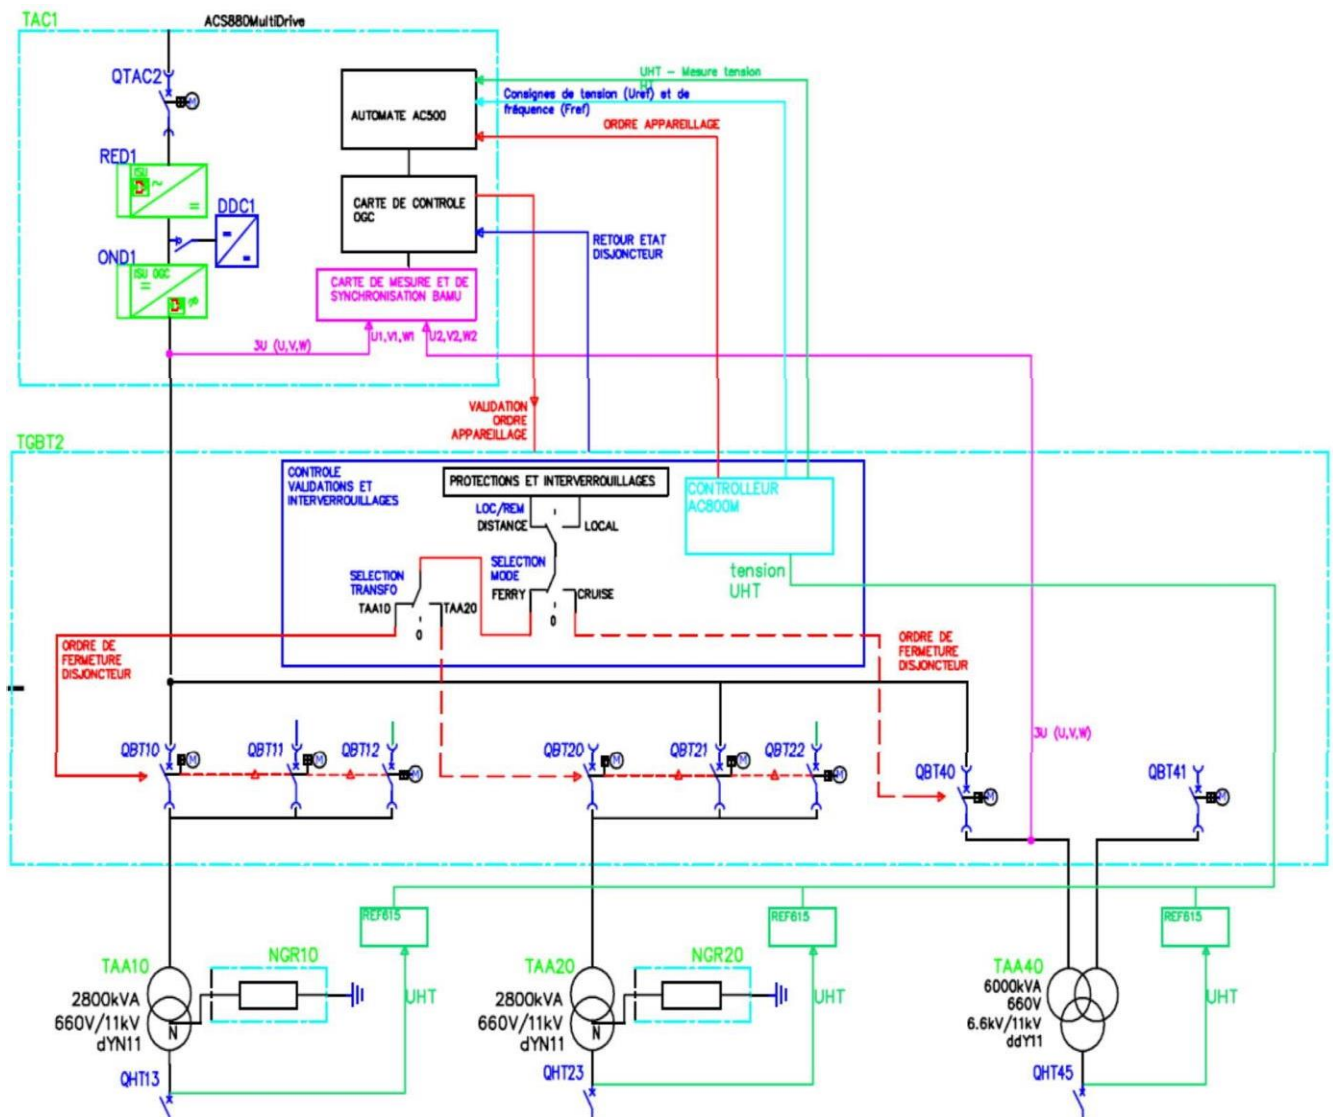 TAC1
ACS880MultiDrive
QTAC2
M
RED1
ISU
DDC1
OND1
ISU OGC
AUTOMATE AC500
CARTE DE CONTROLE
OGC
CARTE DE MESURE ET DE
SYNCHRONISATION BAMU
3U (U,V,W)
U1,V1,W1
U2,V2,W2
UHT - Mesure tension
HT
Consignes de tension (Uref) et de
fréquence (Fref)
ORDRE APPAREILLAGE
RETOUR ETAT
DISJONCTEUR
VALIDATION
ORDRE
APPAREILLAGE
TGBT2
CONTROLE
VALIDATIONS ET
INTERVERROUILLAGES
PROTECTIONS ET INTERVERROUILLAGES
LOC/REM
DISTANCE
LOCAL
SELECTION
MODE
FERRY
CRUISE
0
SELECTION
TRANSFO
TAA10
TAA20
0
CONTROLLEUR
AC800M
tension
UHT
ORDRE DE
FERMETURE
DISJONCTEUR
ORDRE DE
FERMETURE
DISJONCTEUR
3U (U,V,W)
QBT10
M
QBT11
M
QBT12
M
QBT20
M
QBT21
M
QBT22
M
QBT40
M
QBT41
M
REF615
REF615
REF615
TAA10
2800kVA
660V/11kV
dYN11
N
NGR10
UHT
QHT13
TAA20
2800kVA
660V/11kV
dYN11
N
NGR20
UHT
QHT23
TAA40
6000kVA
660V
6.6kV/11kV
ddY11
UHT
QHT45